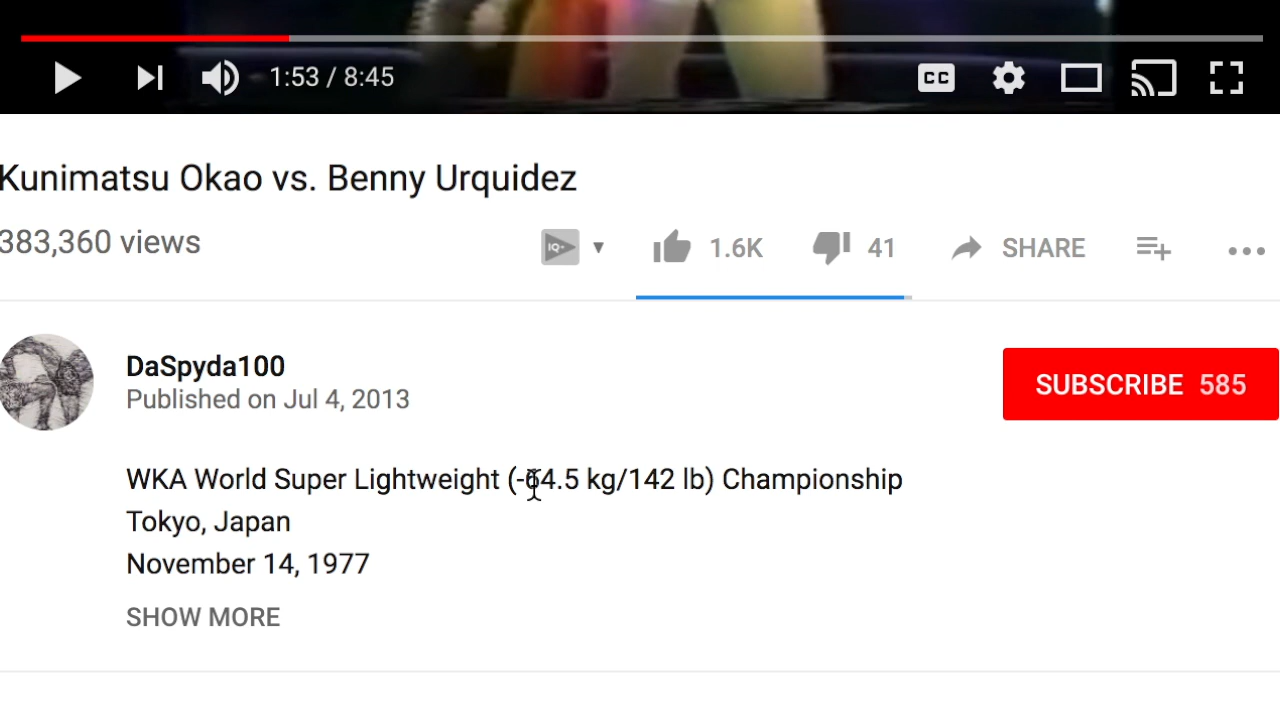 1:53 / 8:45 CC
Kunimatsu Okao vs. Benny Urquidez
383,360 views IQ 1.6K 41 SHARE
DaSpyda100
Published on Jul 4, 2013
SUBSCRIBE 585
WKA World Super Lightweight (-64.5 kg/142 lb) Championship
Tokyo, Japan
November 14, 1977
SHOW MORE